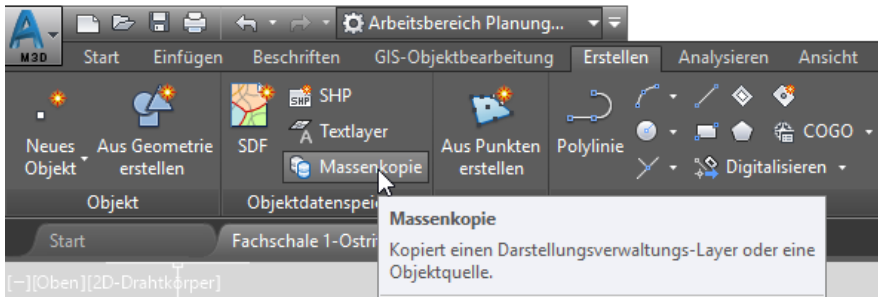 Arbeitsbereich Planung...
M3D
Start Einfügen Beschriften GIS-Objektbearbeitung Erstellen Analysieren Ansicht
Neues Objekt
Aus Geometrie erstellen
SDF
SHP
SHP
A Textlayer
Massenkopie
Aus Punkten erstellen
Polylinie
COGO
Digitalisieren
Objekt
Start
Fachschale 1-Ostri
Massenkopie
Kopiert einen Darstellungsverwaltungs-Layer oder eine
Objektquelle.
[−][Oben][2D-Drahtkörper]